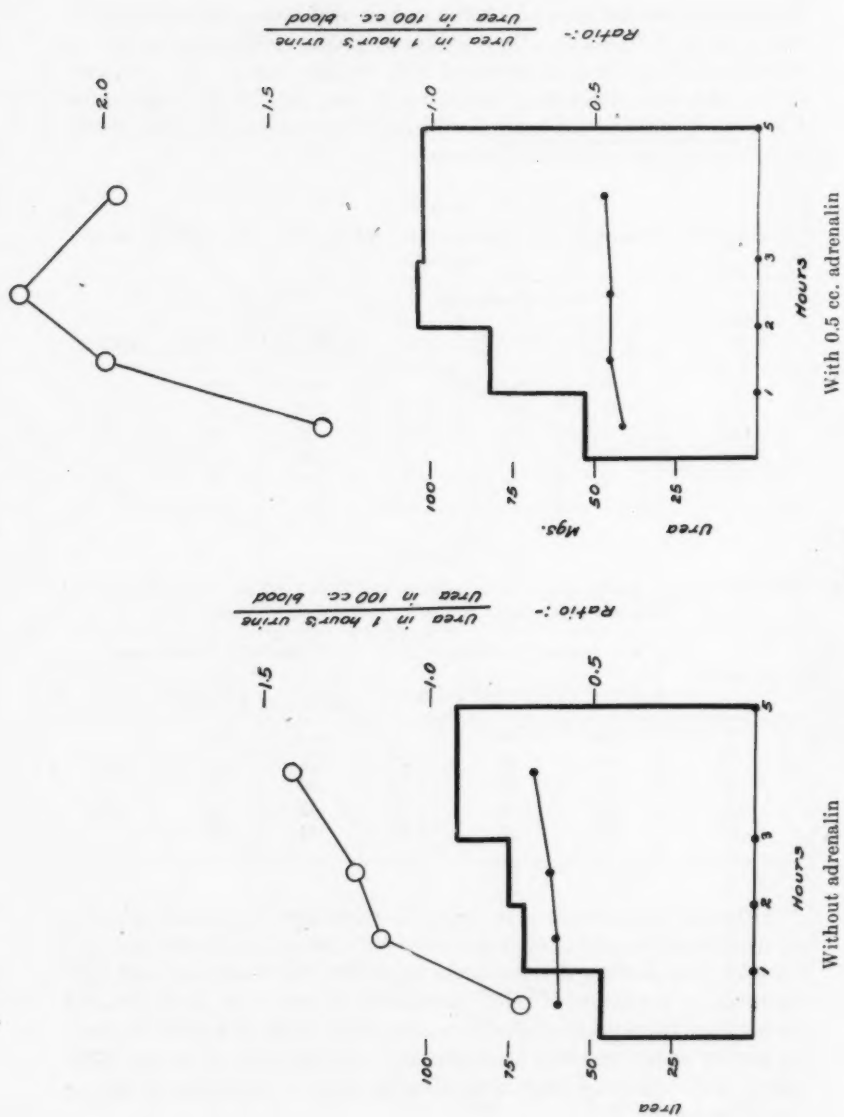 Ratio:-
Urea in 1 hour's urine
Urea in 100 c.c. blood
Urea
100
75
50
25
1.5
1.0
0.5
1
2
3
5
Hours
Without adrenalin
Ratio:-
Urea in 1 hour's urine
Urea in 100 c.c. blood
Mgs.
Urea
100
75
50
25
2.0
1.5
1.0
0.5
1
2
3
5
Hours
With 0.5 cc. adrenalin